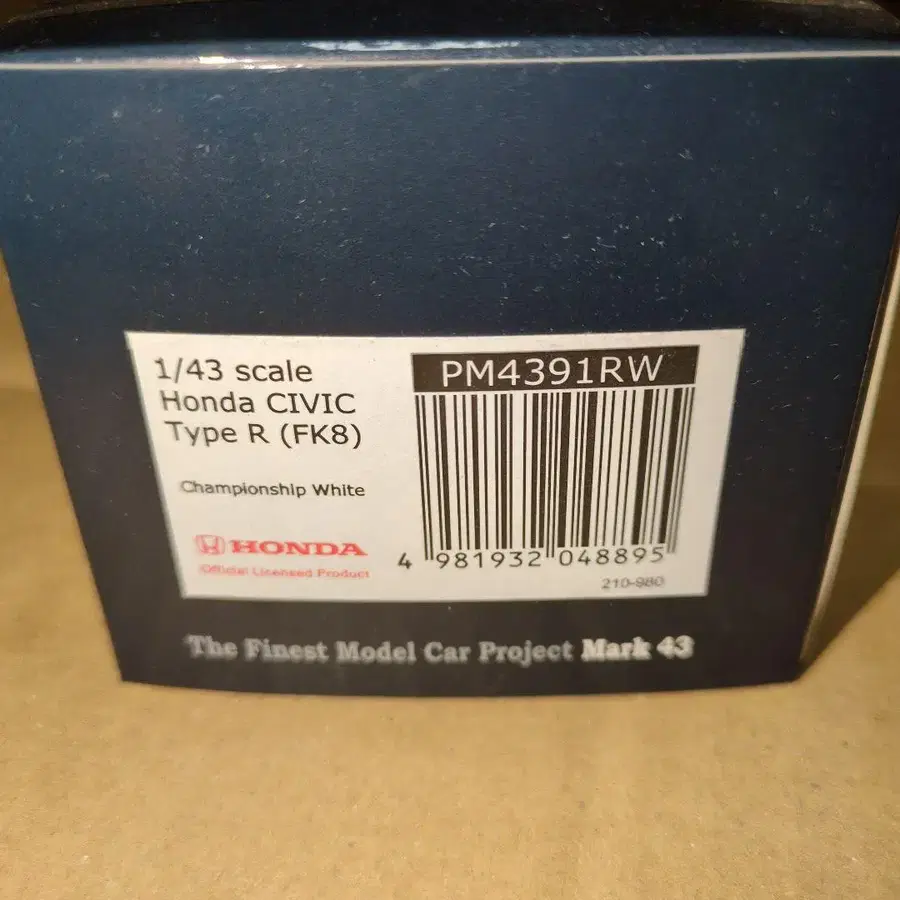 1/43 scale
Honda CIVIC
Type R (FK8)
Championship White
HONDA
Official Licensed Product
PM4391RW
4 981932 048895
210-980
The Finest Model Car Project Mark 43